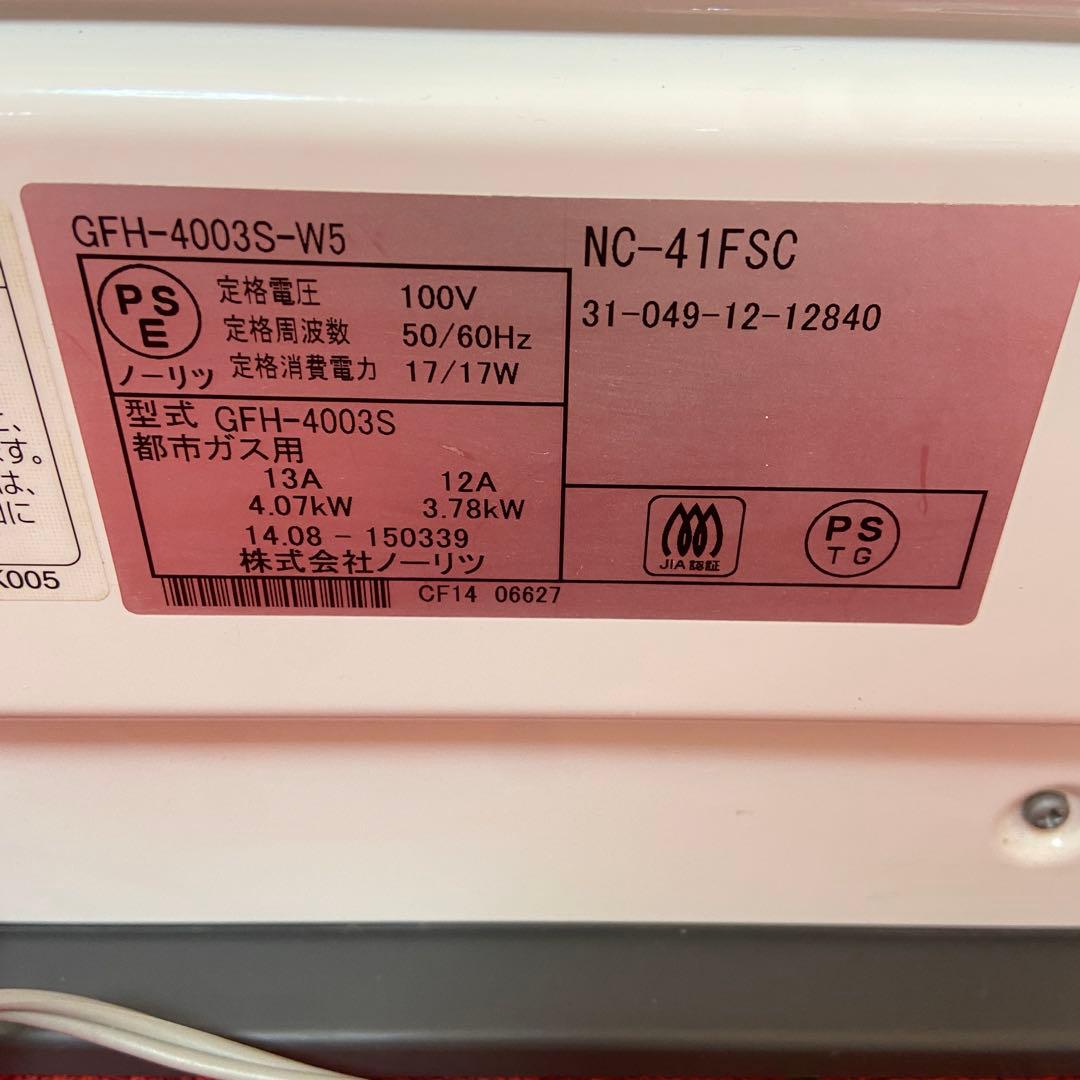 GFH-4003S-W5
PS
E
ノーリツ
定格電圧 100V
定格周波数 50/60Hz
定格消費電力 17/17W
型式 GFH-4003S
都市ガス用
13A 12A
4.07kW 3.78kW
14.08 - 150339
株式会社ノーリツ
CF14 06627
NC-41FSC
31-049-12-12840
JIA 認証
PS
TG
す。
は、
に
K005